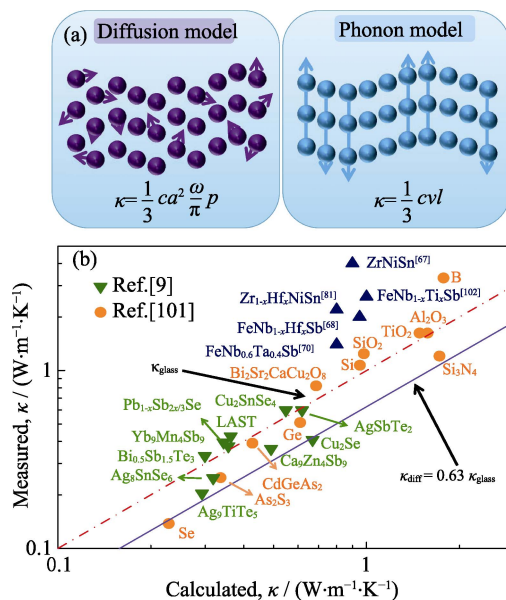 (a) Diffusion model
Phonon model
κ = 1/3 ca² ω/π p
κ = 1/3 cvl
(b)
Ref.[9]
Ref.[101]
ZrNiSn[67]
B
Zr1-xHfxNiSn[81]
FeNb1-xTixSb[102]
FeNb1-xHfxSb[68]
Al2O3
TiO2
FeNb0.6Ta0.4Sb[70]
SiO2
Si
Si3N4
Bi2Sr2CaCu2O8
κglass
Cu2SnSe4
Pb1-xSb2x/3Se
LAST
AgSbTe2
Yb9Mn4Sb9
Ge
Cu2Se
κdiff = 0.63 κglass
Bi0.5Sb1.5Te3
Ca9Zn4Sb9
Ag8SnSe6
CdGeAs2
As2S3
Ag9TiTe5
Se
Measured, κ / (W·m⁻¹·K⁻¹)
1
0.1
0.1
1
Calculated, κ / (W·m⁻¹·K⁻¹)